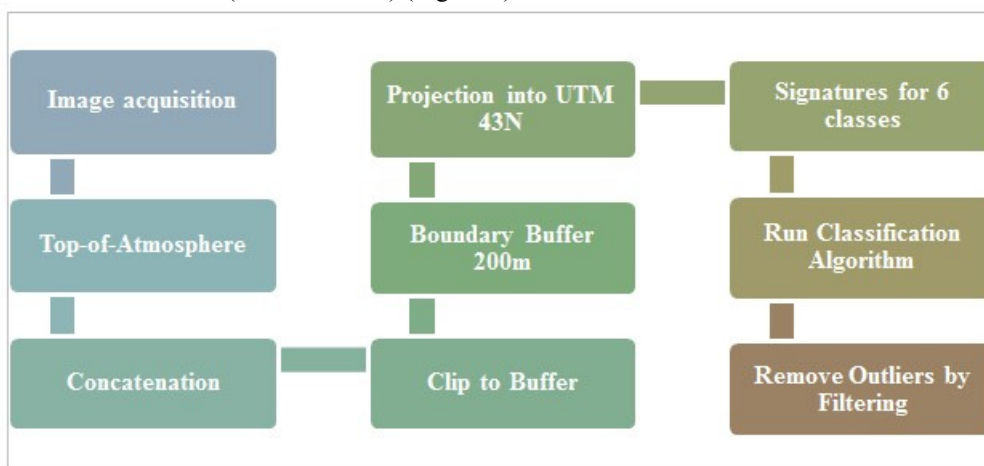 Image acquisition
Top-of-Atmosphere
Concatenation
Clip to Buffer
Boundary Buffer
200m
Projection into UTM
43N
Signatures for 6
classes
Run Classification
Algorithm
Remove Outliers by
Filtering